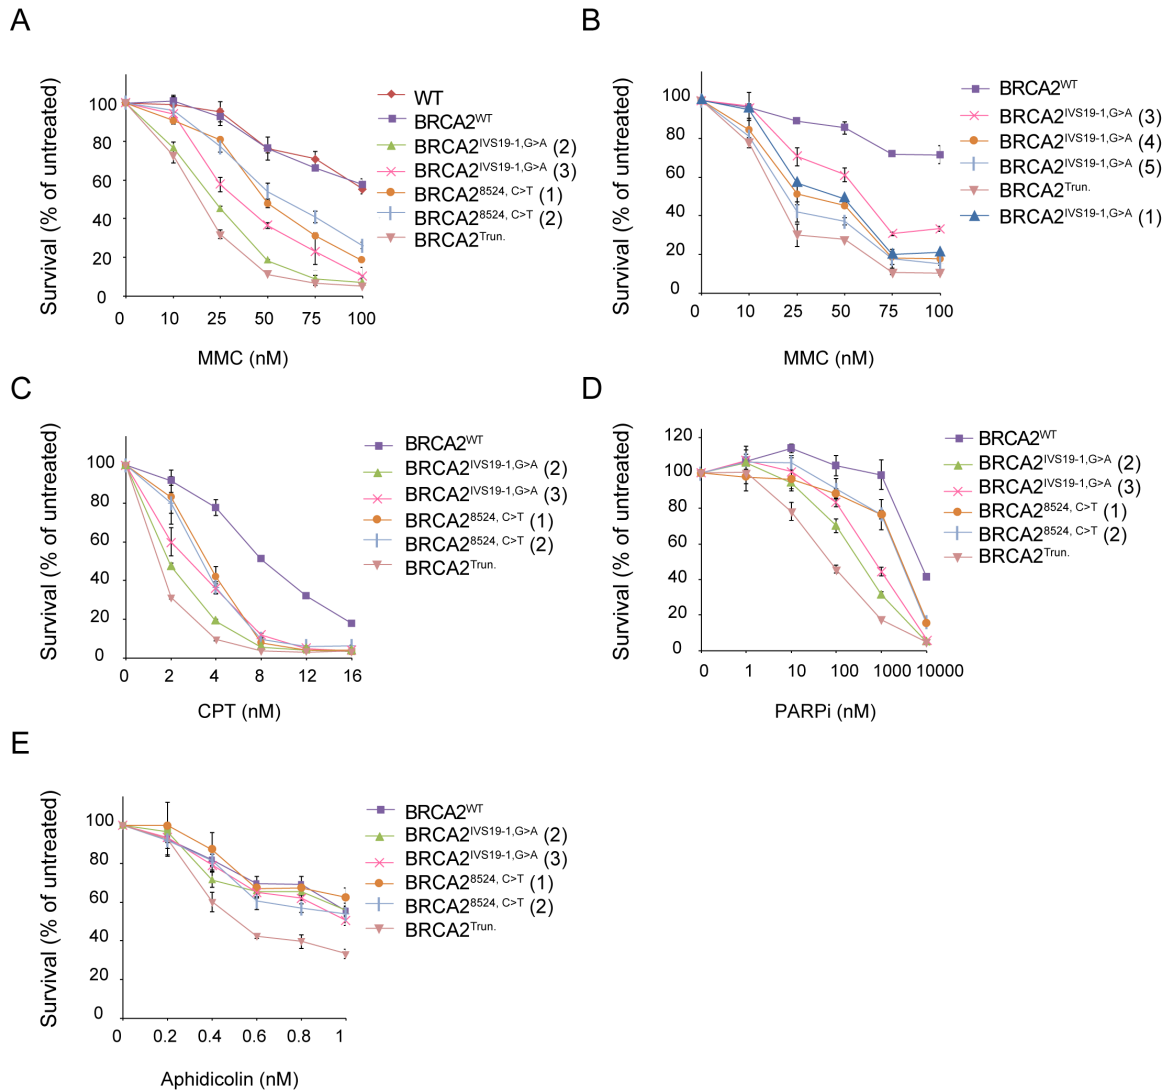 A
Survival (% of untreated)
100
80
60
40
20
0
0 10 25 50 75 100
MMC (nM)
WT
BRCA2WT
BRCA2IVS19-1,G>A (2)
BRCA2IVS19-1,G>A (3)
BRCA28524, C>T (1)
BRCA28524, C>T (2)
BRCA2Trun.
B
Survival (% of untreated)
100
80
60
40
20
0
0 10 25 50 75 100
MMC (nM)
BRCA2WT
BRCA2IVS19-1,G>A (3)
BRCA2IVS19-1,G>A (4)
BRCA2IVS19-1,G>A (5)
BRCA2Trun.
BRCA2IVS19-1,G>A (1)
C
Survival (% of untreated)
100
80
60
40
20
0
0 2 4 8 12 16
CPT (nM)
BRCA2WT
BRCA2IVS19-1,G>A (2)
BRCA2IVS19-1,G>A (3)
BRCA28524, C>T (1)
BRCA28524, C>T (2)
BRCA2Trun.
D
Survival (% of untreated)
120
100
80
60
40
20
0
0 1 10 100 1000 10000
PARPi (nM)
BRCA2WT
BRCA2IVS19-1,G>A (2)
BRCA2IVS19-1,G>A (3)
BRCA28524, C>T (1)
BRCA28524, C>T (2)
BRCA2Trun.
E
Survival (% of untreated)
100
80
60
40
20
0
0 0.2 0.4 0.6 0.8 1
Aphidicolin (nM)
BRCA2WT
BRCA2IVS19-1,G>A (2)
BRCA2IVS19-1,G>A (3)
BRCA28524, C>T (1)
BRCA28524, C>T (2)
BRCA2Trun.